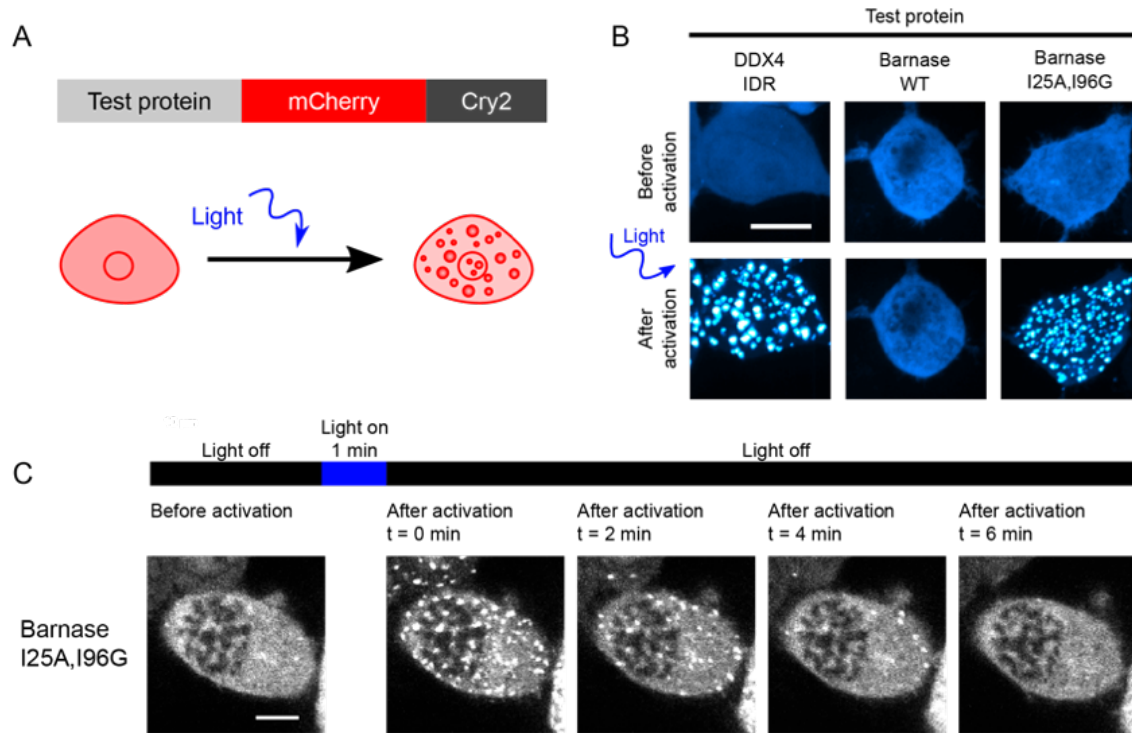 A
Test protein mCherry Cry2
Light
B
Test protein
DDX4 IDR
Barnase WT
Barnase I25A,I96G
Before activation
Light
After activation
C
Light off
Light on 1 min
Light off
Before activation
After activation
t = 0 min
After activation
t = 2 min
After activation
t = 4 min
After activation
t = 6 min
Barnase
I25A,I96G